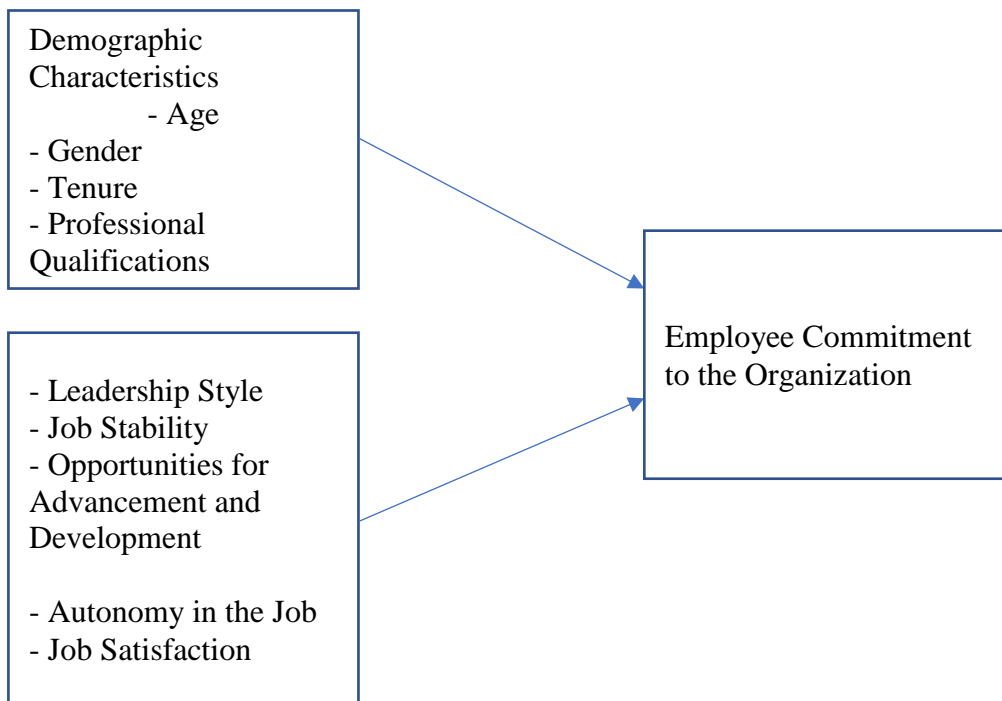 Demographic
Characteristics
- Age
- Gender
- Tenure
- Professional
Qualifications
- Leadership Style
- Job Stability
- Opportunities for
Advancement and
Development
- Autonomy in the Job
- Job Satisfaction
Employee Commitment
to the Organization